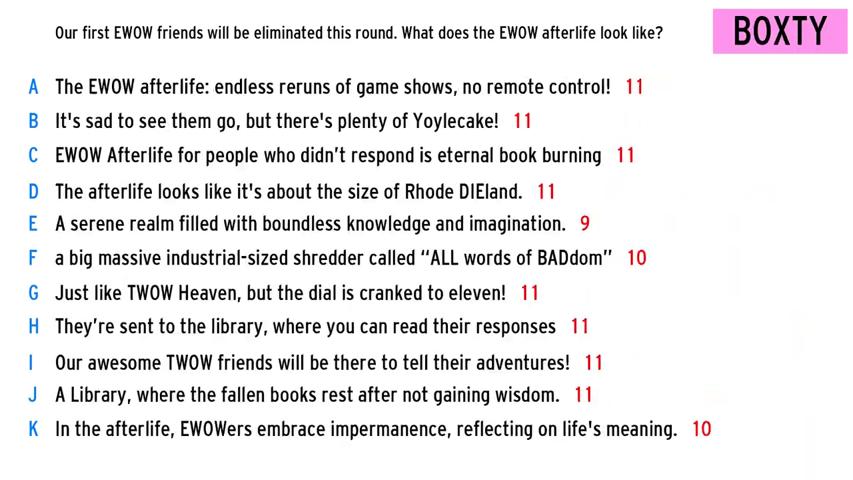 Our first EWOW friends will be eliminated this round. What does the EWOW afterlife look like?
BOXTY
A The EWOW afterlife: endless reruns of game shows, no remote control! 11
B It's sad to see them go, but there's plenty of Yoylecake! 11
C EWOW Afterlife for people who didn’t respond is eternal book burning 11
D The afterlife looks like it's about the size of Rhode DIEland. 11
E A serene realm filled with boundless knowledge and imagination. 9
F a big massive industrial-sized shredder called “ALL words of BADdom” 10
G Just like TWOW Heaven, but the dial is cranked to eleven! 11
H They’re sent to the library, where you can read their responses 11
I Our awesome TWOW friends will be there to tell their adventures! 11
J A Library, where the fallen books rest after not gaining wisdom. 11
K In the afterlife, EWOWers embrace impermanence, reflecting on life's meaning. 10